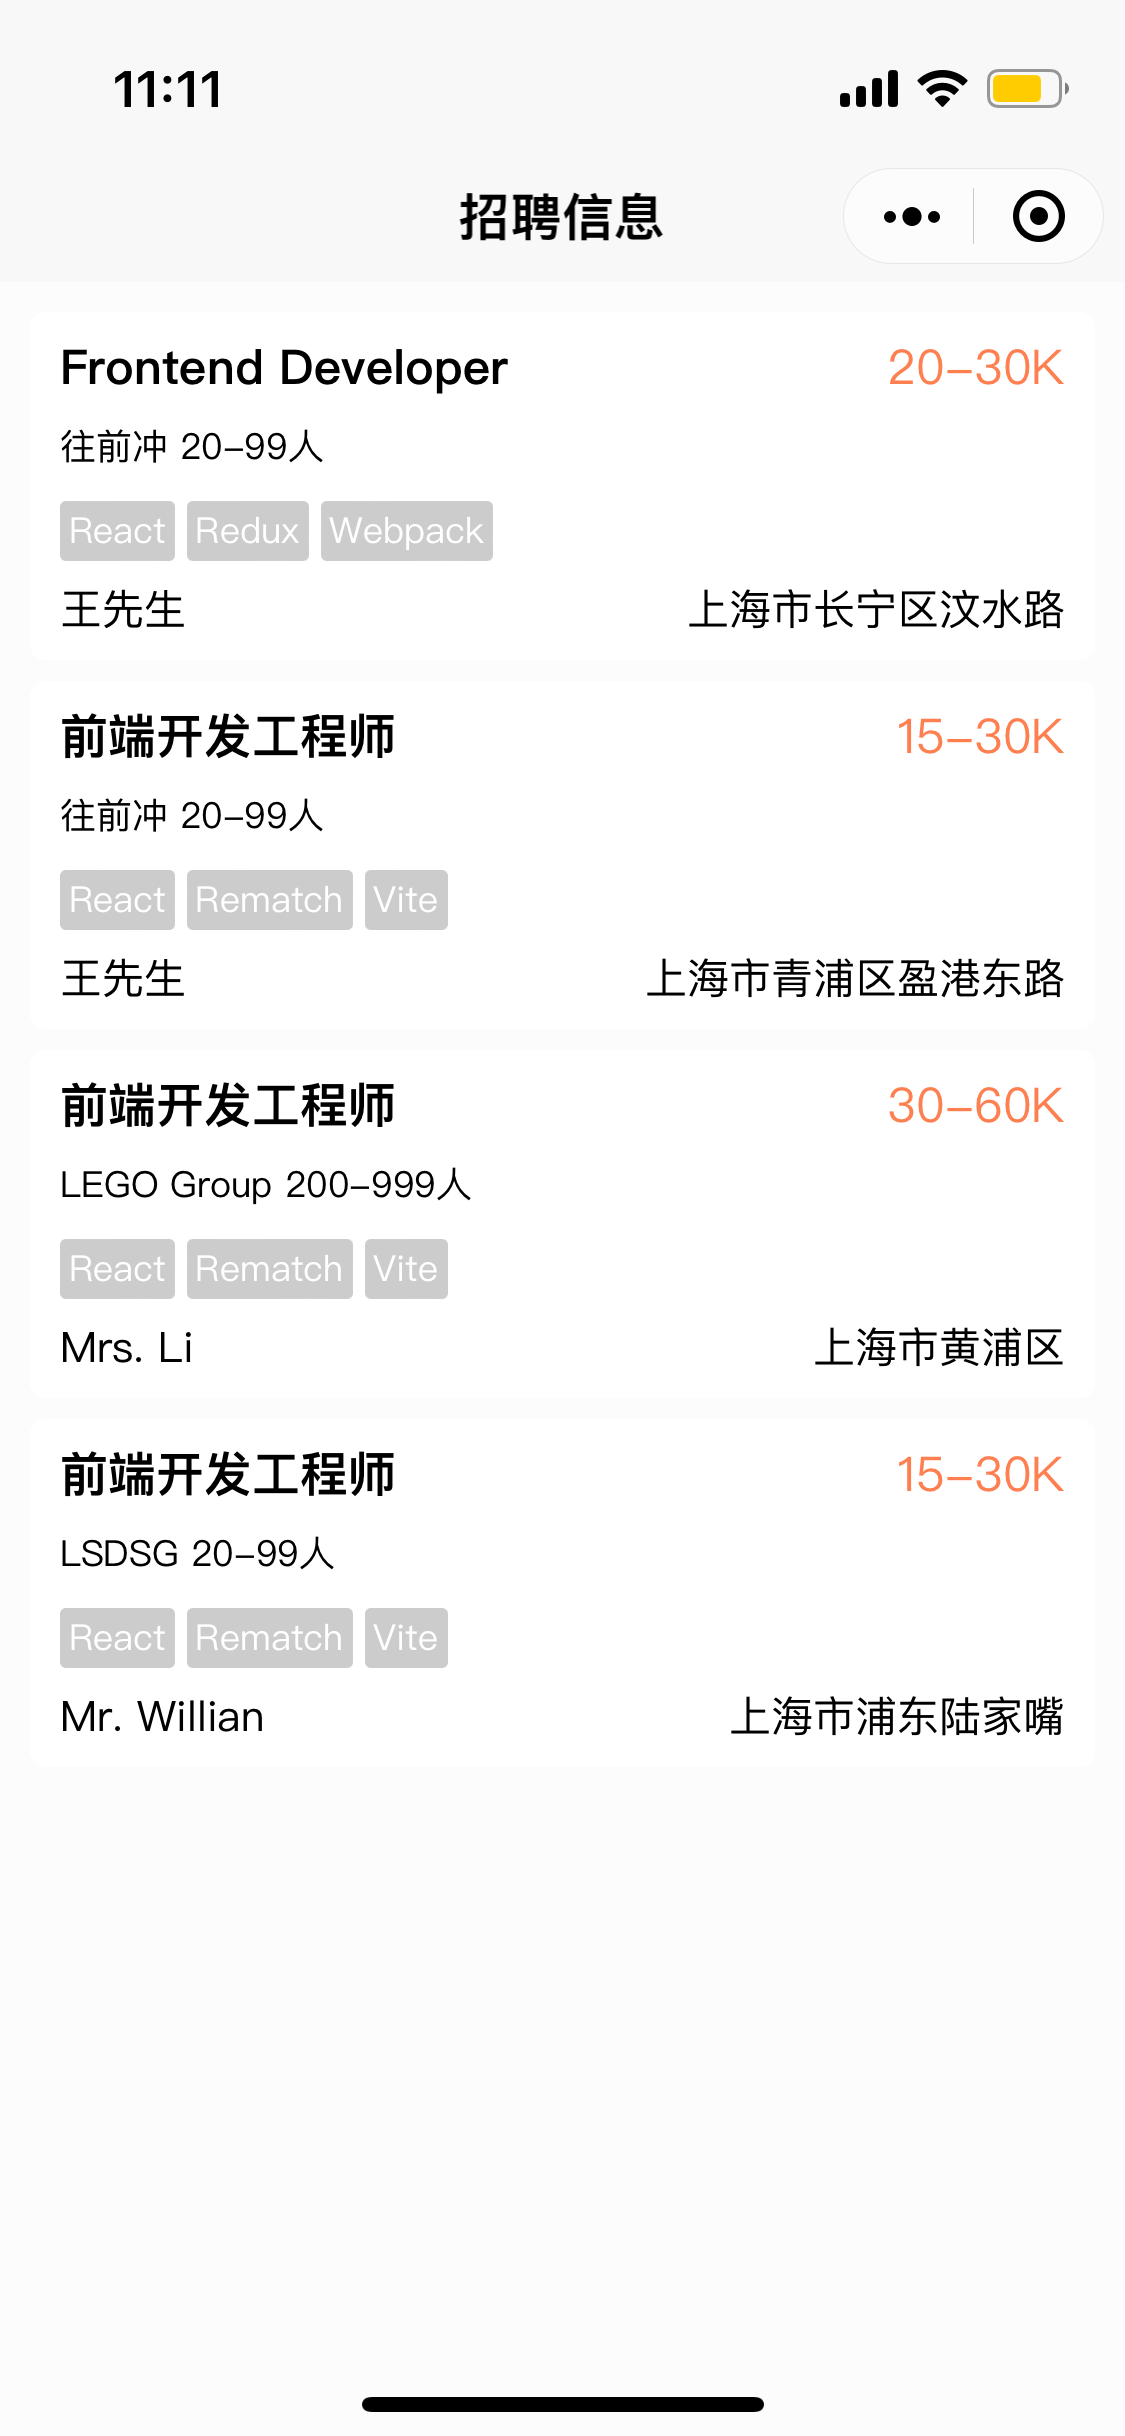 11:11
招聘信息
Frontend Developer 20-30K
往前冲 20-99人
React Redux Webpack
王先生 上海市长宁区汶水路
前端开发工程师 15-30K
往前冲 20-99人
React Rematch Vite
王先生 上海市青浦区盈港东路
前端开发工程师 30-60K
LEGO Group 200-999人
React Rematch Vite
Mrs. Li 上海市黄浦区
前端开发工程师 15-30K
LSDSG 20-99人
React Rematch Vite
Mr. Willian 上海市浦东陆家嘴